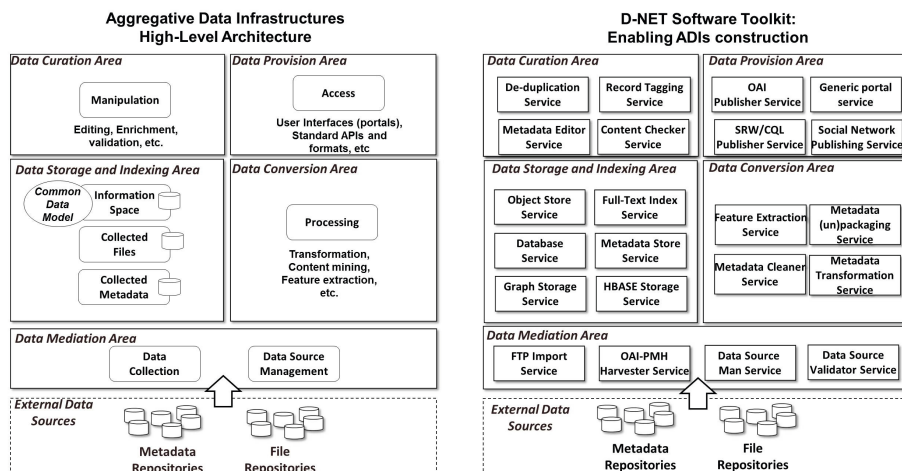 Aggregative Data Infrastructures
High-Level Architecture
Data Curation Area
Manipulation
Editing, Enrichment,
validation, etc.
Data Provision Area
Access
User Interfaces (portals),
Standard APIs and
formats, etc
Data Storage and Indexing Area
Common
Data
Model
Information
Space
Collected
Files
Collected
Metadata
Data Conversion Area
Processing
Transformation,
Content mining,
Feature extraction,
etc.
Data Mediation Area
Data
Collection
Data Source
Management
External Data
Sources
Metadata
Repositories
File
Repositories
D-NET Software Toolkit:
Enabling ADIs construction
Data Curation Area
De-duplication
Service
Record Tagging
Service
Metadata Editor
Service
Content Checker
Service
Data Provision Area
OAI
Publisher Service
Generic portal
service
SRW/CQL
Publisher Service
Social Network
Publishing Service
Data Storage and Indexing Area
Object Store
Service
Full-Text Index
Service
Database
Service
Metadata Store
Service
Graph Storage
Service
HBASE Storage
Service
Data Conversion Area
Feature Extraction
Service
Metadata
(un)packaging
Service
Metadata Cleaner
Service
Metadata
Transformation
Service
Data Mediation Area
FTP Import
Service
OAI-PMH
Harvester Service
Data Source
Man Service
Data Source
Validator Service
External Data
Sources
Metadata
Repositories
File
Repositories